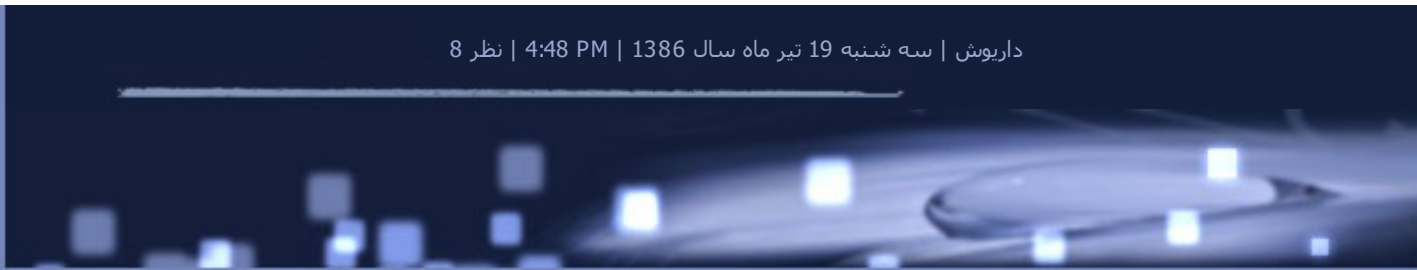 داریوش | سه شنبه 19 تیر ماه سال 1386 | 4:48 PM | نظر 8